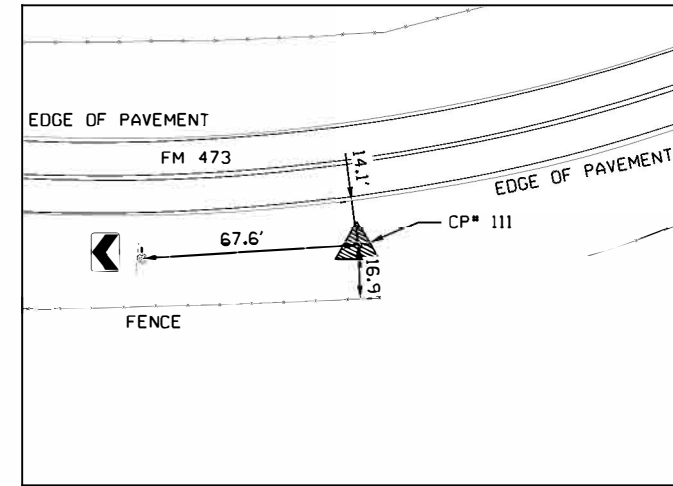 EDGE OF PAVEMENT
FM 473
14.1'
EDGE OF PAVEMENT
CP# 111
67.6'
16.9'
FENCE